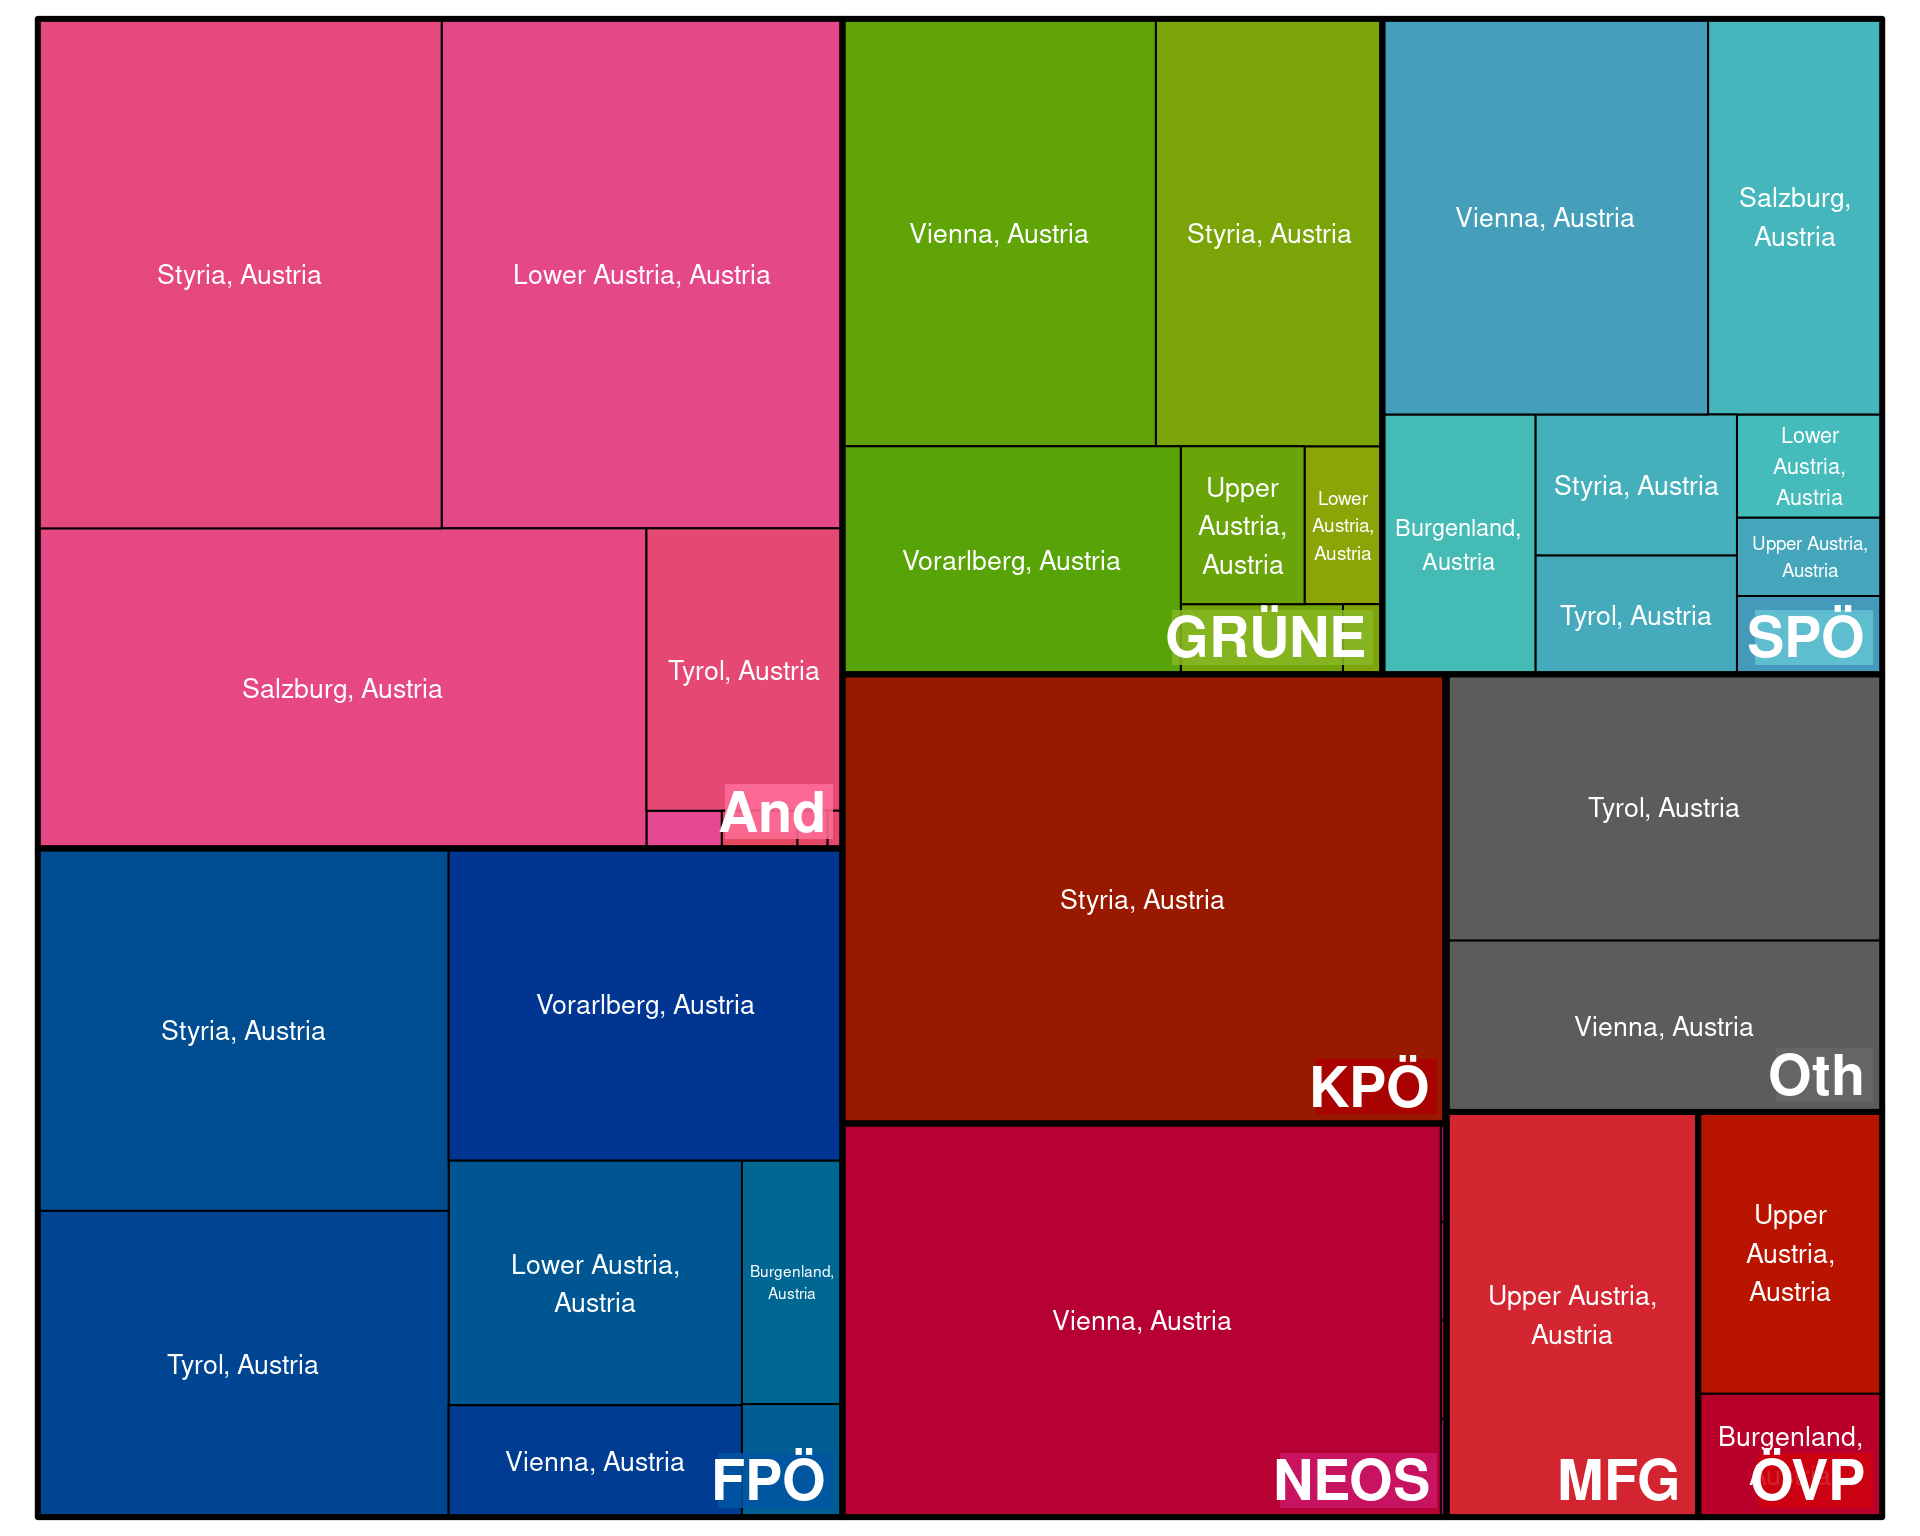 Styria, Austria
Lower Austria, Austria
Salzburg, Austria
Tyrol, Austria
And
Vienna, Austria
Styria, Austria
Vorarlberg, Austria
Upper
Austria,
Austria
Lower
Austria,
Austria
GRÜNE
Vienna, Austria
Salzburg,
Austria
Burgenland,
Austria
Styria, Austria
Tyrol, Austria
Lower
Austria,
Austria
Upper Austria,
Austria
SPÖ
Styria, Austria
Vorarlberg, Austria
Tyrol, Austria
Lower Austria,
Austria
Burgenland,
Austria
Vienna, Austria
FPÖ
Styria, Austria
KPÖ
Tyrol, Austria
Vienna, Austria
Oth
Vienna, Austria
NEOS
Upper Austria,
Austria
MFG
Upper
Austria,
Austria
Burgenland,
ÖVP